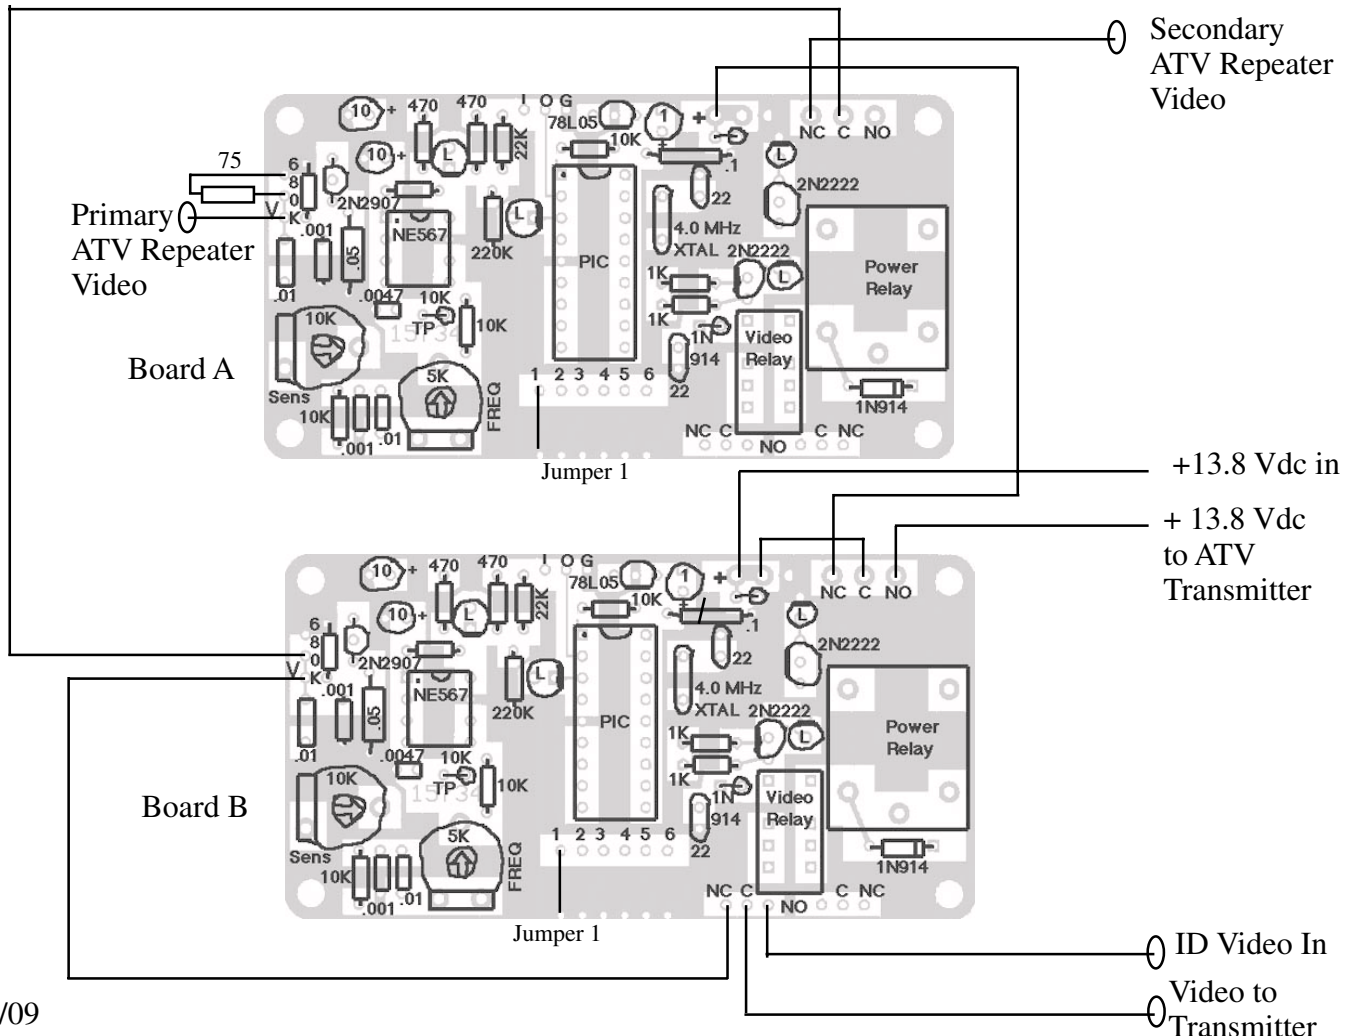 Secondary
ATV Repeater
Video
10 +
470
470
I O G
78L05
1
+
NC C NO
10 +
L
22K
10K
+
.1
L
75
6
8
0
K
V
2N2907
22
2N2222
Primary
ATV Repeater
Video
.001
.05
NE567
220K
L
PIC
4.0 MHz
XTAL
2N2222
L
Power
Relay
.01
.0047
10K
1K
1K
10K
TP
10K
1N
914
Video
Relay
Board A
Sens
5K
FREQ
1 2 3 4 5 6
22
1N914
10K
.001
.01
NC C
NO
C NC
Jumper 1
+13.8 Vdc in
+ 13.8 Vdc
to ATV
Transmitter
10 +
470
470
I O G
78L05
1
+
NC C NO
10 +
L
22K
10K
+
.1
L
6
8
0
K
V
2N2907
22
2N2222
.001
.05
NE567
220K
L
PIC
4.0 MHz
XTAL
2N2222
L
Power
Relay
.01
.0047
10K
1K
1K
10K
TP
10K
1N
914
Video
Relay
Board B
Sens
5K
FREQ
1 2 3 4 5 6
22
1N914
10K
.001
.01
NC C
NO
C NC
Jumper 1
ID Video In
Video to
Transmitter
/09